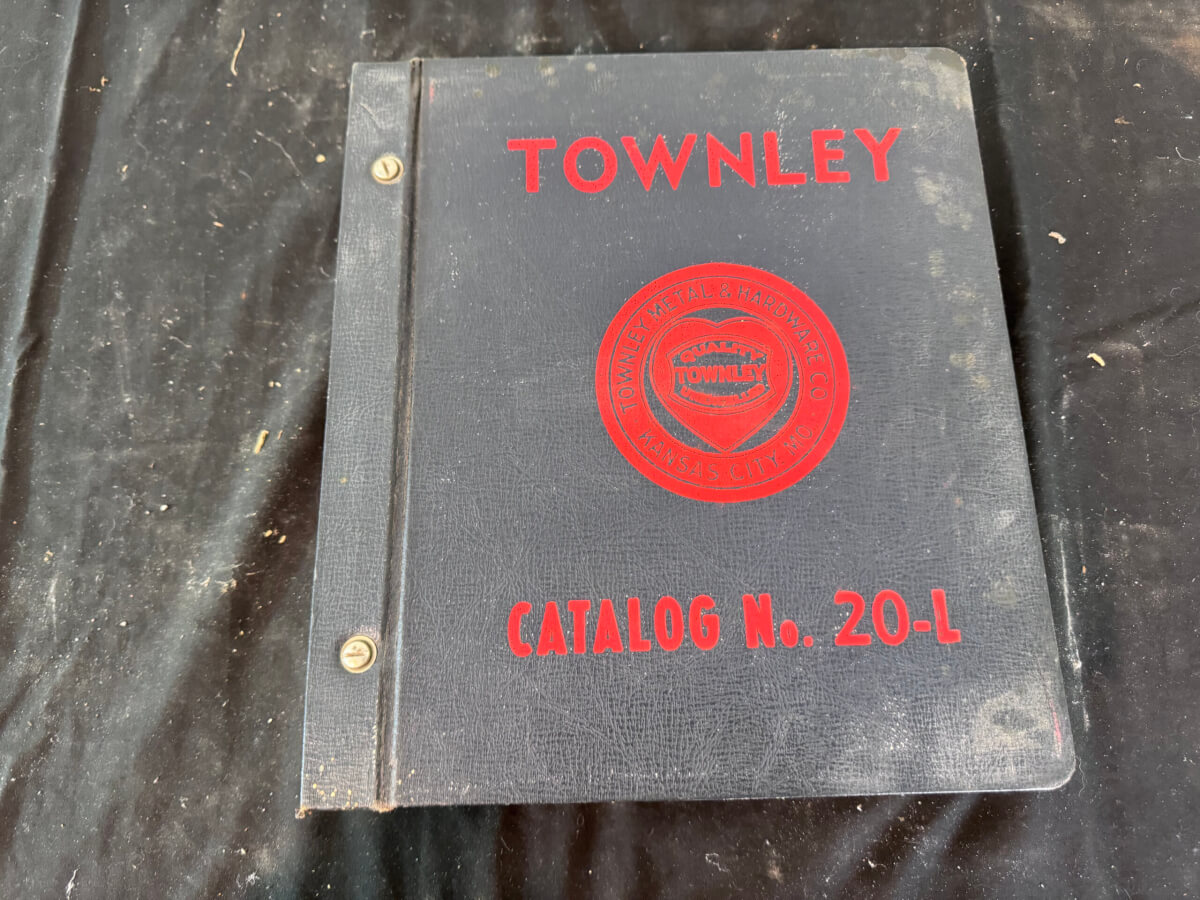 TOWNLEY
TOWNLEY METAL & HARDWARE CO
QUALITY
TOWNLEY
KANSAS CITY, MO.
CATALOG No. 20-L